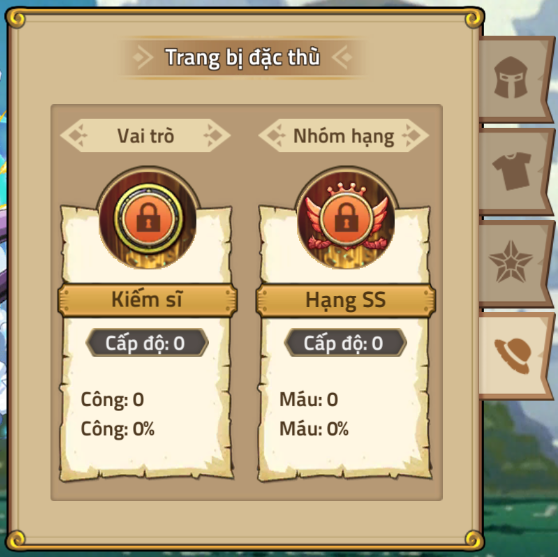 Trang bị đặc thù
Vai trò
Nhóm hạng
Kiếm sĩ
Hạng SS
Cấp độ: 0
Cấp độ: 0
Công: 0
Công: 0%
Máu: 0
Máu: 0%